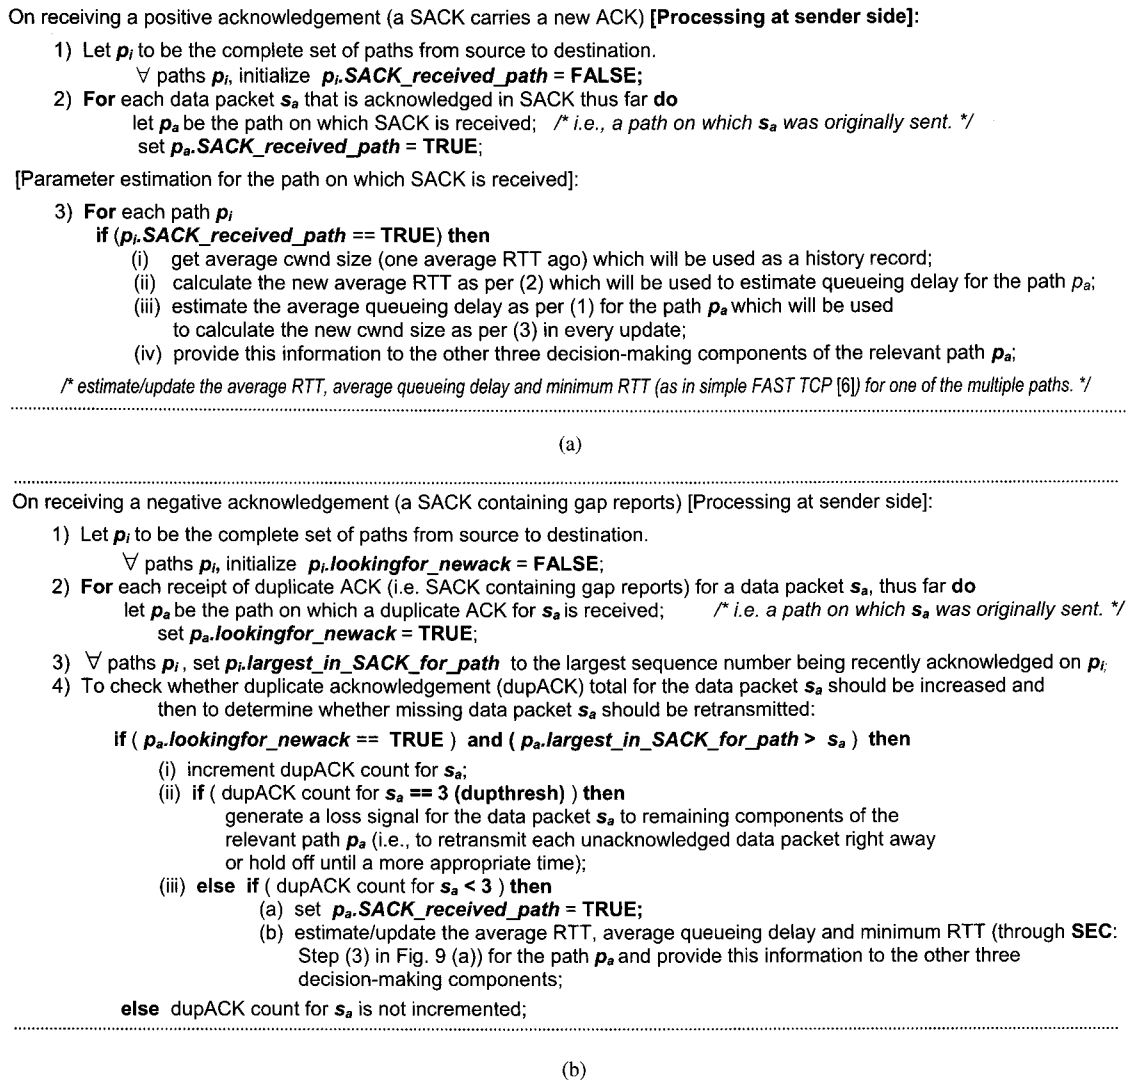 On receiving a positive acknowledgement (a SACK carries a new ACK) [Processing at sender side]:
1) Let pi to be the complete set of paths from source to destination.
∀ paths pi, initialize pi.SACK_received_path = FALSE;
2) For each data packet sa that is acknowledged in SACK thus far do
let pa be the path on which SACK is received; /* i.e., a path on which sa was originally sent. */
set pa.SACK_received_path = TRUE;
[Parameter estimation for the path on which SACK is received]:
3) For each path pi
if (pi.SACK_received_path == TRUE) then
(i) get average cwnd size (one average RTT ago) which will be used as a history record;
(ii) calculate the new average RTT as per (2) which will be used to estimate queueing delay for the path pa;
(iii) estimate the average queueing delay as per (1) for the path pa which will be used
to calculate the new cwnd size as per (3) in every update;
(iv) provide this information to the other three decision-making components of the relevant path pa;
/* estimate/update the average RTT, average queueing delay and minimum RTT (as in simple FAST TCP [6]) for one of the multiple paths. */
(a)
On receiving a negative acknowledgement (a SACK containing gap reports) [Processing at sender side]:
1) Let pi to be the complete set of paths from source to destination.
∀ paths pi, initialize pi.lookingfor_newack = FALSE;
2) For each receipt of duplicate ACK (i.e. SACK containing gap reports) for a data packet sa, thus far do
let pa be the path on which a duplicate ACK for sa is received; /* i.e. a path on which sa was originally sent. */
set pa.lookingfor_newack = TRUE;
3) ∀ paths pi, set pi.largest_in_SACK_for_path to the largest sequence number being recently acknowledged on pi;
4) To check whether duplicate acknowledgement (dupACK) total for the data packet sa should be increased and
then to determine whether missing data packet sa should be retransmitted:
if ( pa.lookingfor_newack == TRUE ) and ( pa.largest_in_SACK_for_path > sa ) then
(i) increment dupACK count for sa;
(ii) if ( dupACK count for sa == 3 (dupthresh) ) then
generate a loss signal for the data packet sa to remaining components of the
relevant path pa (i.e., to retransmit each unacknowledged data packet right away
or hold off until a more appropriate time);
(iii) else if ( dupACK count for sa < 3 ) then
(a) set pa.SACK_received_path = TRUE;
(b) estimate/update the average RTT, average queueing delay and minimum RTT (through SEC:
Step (3) in Fig. 9 (a)) for the path pa and provide this information to the other three
decision-making components;
else dupACK count for sa is not incremented;
(b)